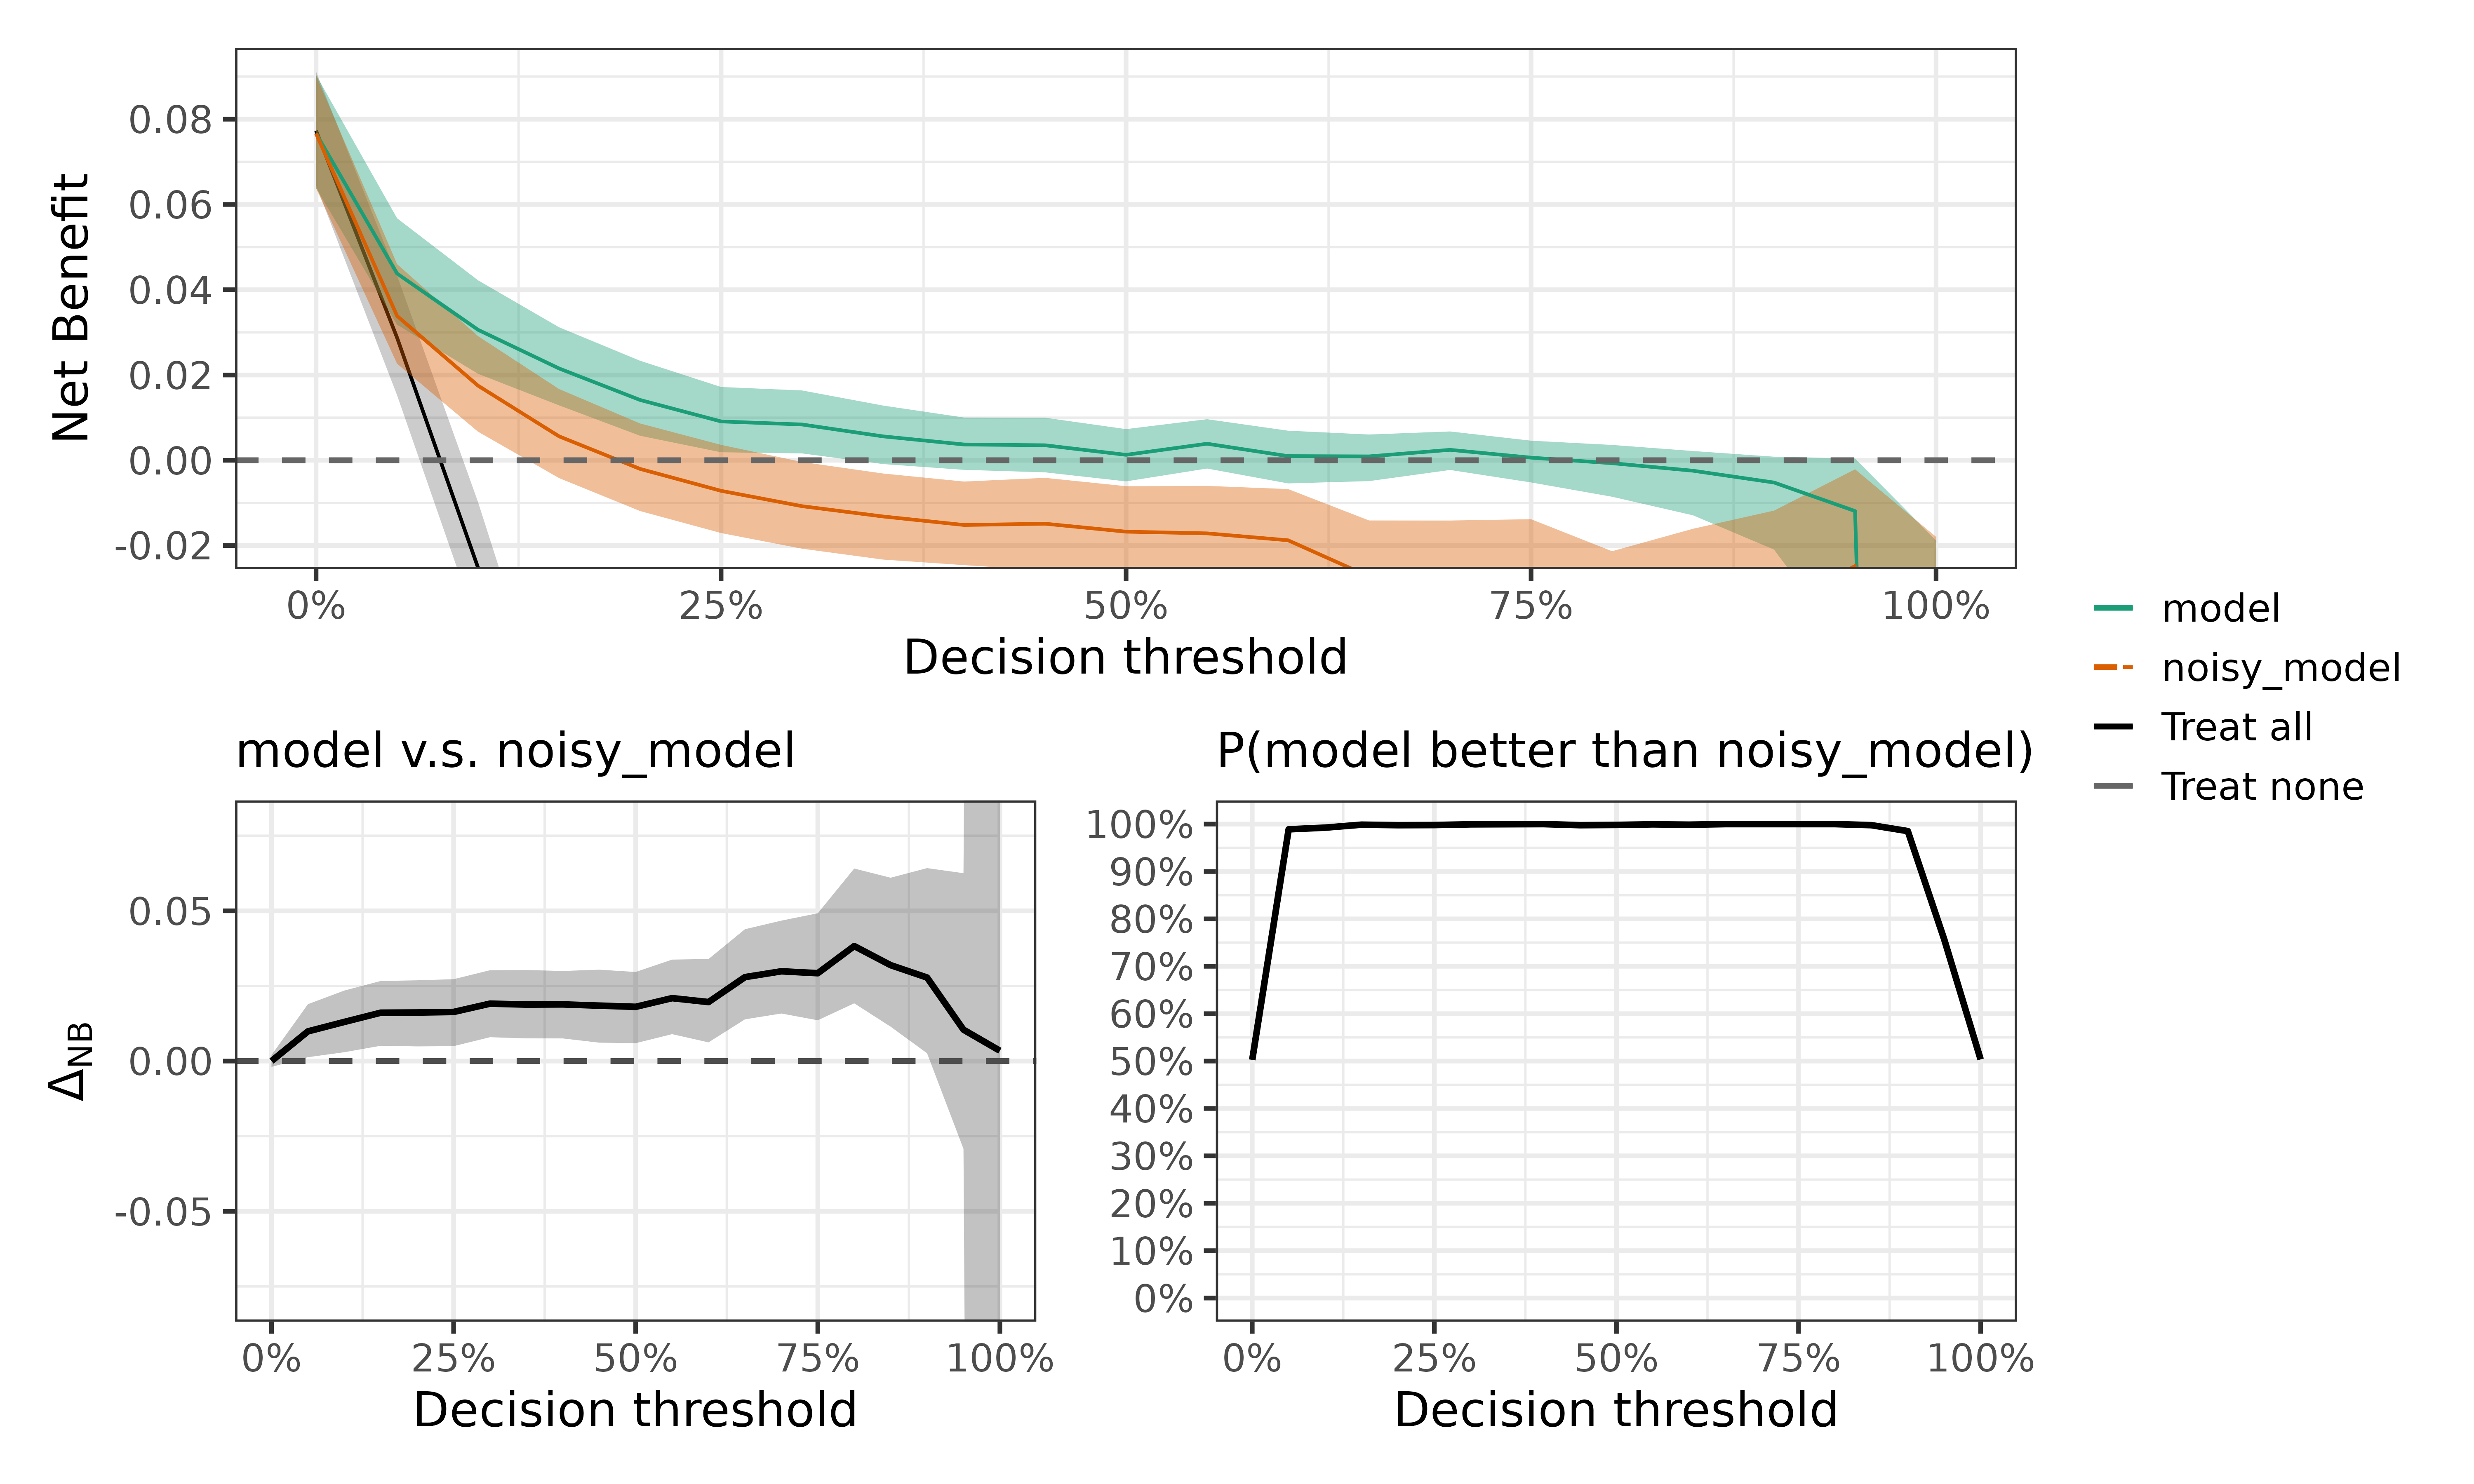 0.08
0.06
0.04
0.02
0.00
-0.02
Net Benefit
0% 25% 50% 75% 100%
Decision threshold
model
noisy_model
Treat all
Treat none
model v.s. noisy_model
0.05
0.00
-0.05
ΔNB
0% 25% 50% 75% 100%
Decision threshold
P(model better than noisy_model)
100%
90%
80%
70%
60%
50%
40%
30%
20%
10%
0%
0% 25% 50% 75% 100%
Decision threshold